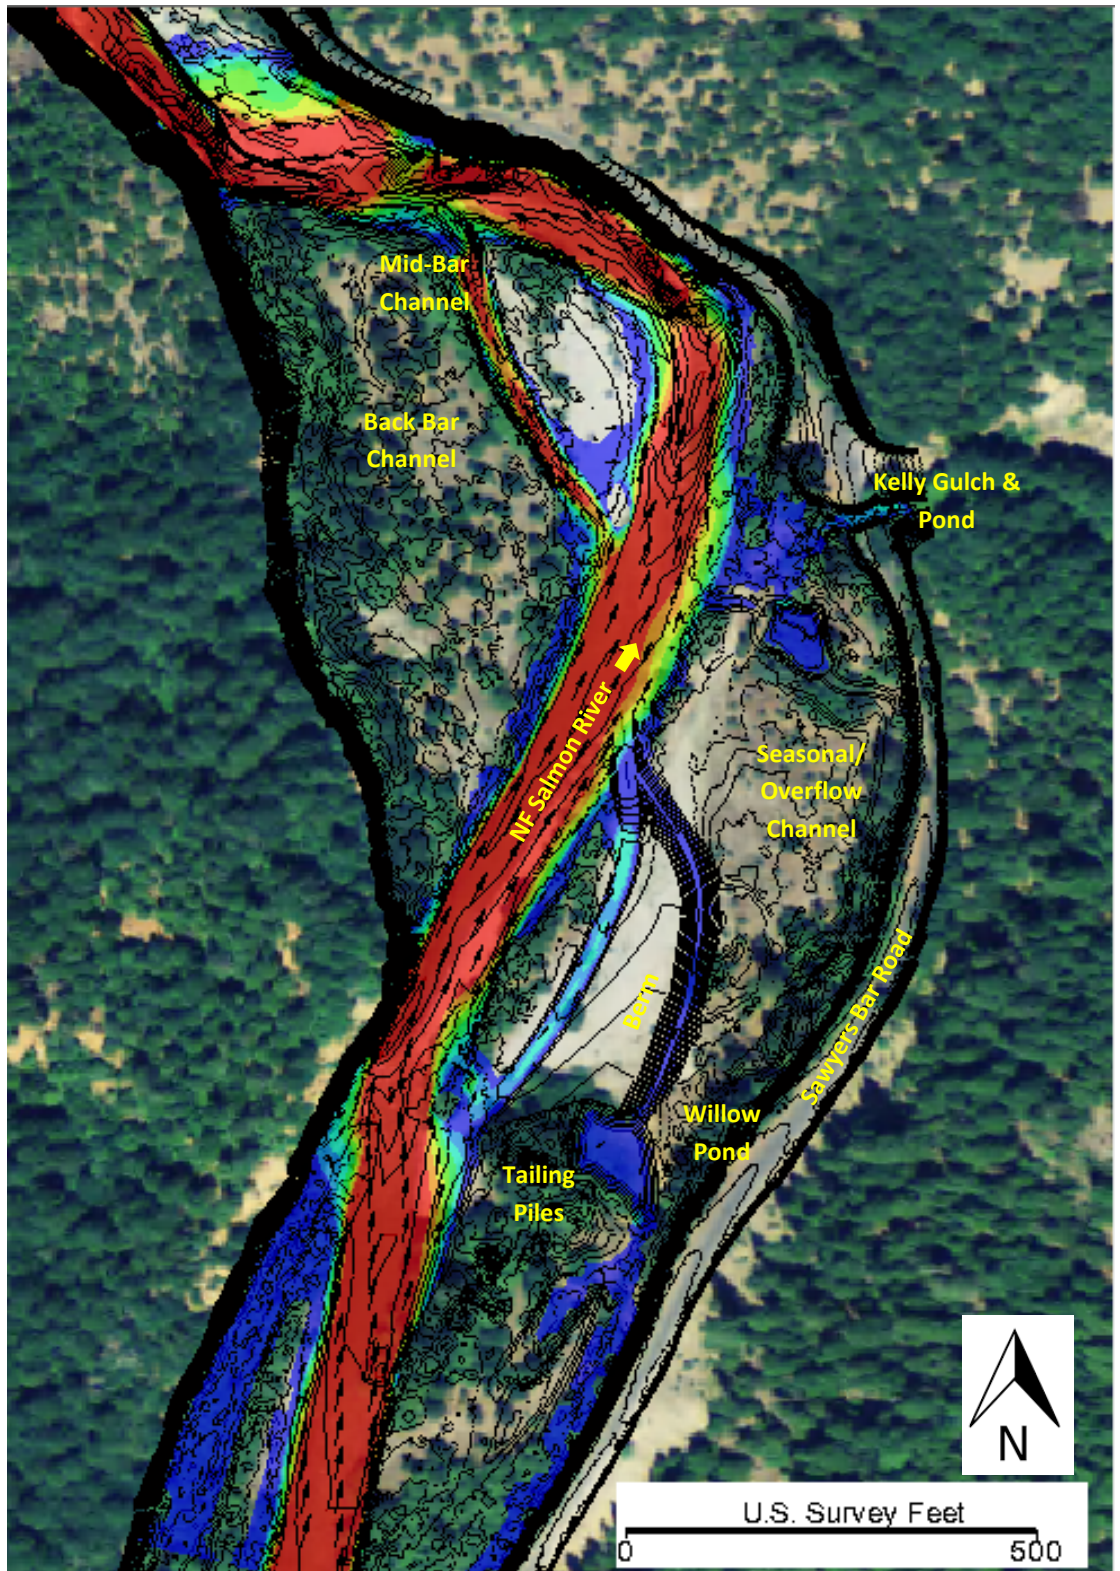 Mid-Bar
Channel
Back Bar
Channel
Kelly Gulch &
Pond
NF Salmon River
Seasonal/
Overflow
Channel
Berm
Sawyers Bar Road
Willow
Pond
Tailing
Piles
N
U.S. Survey Feet
0
500